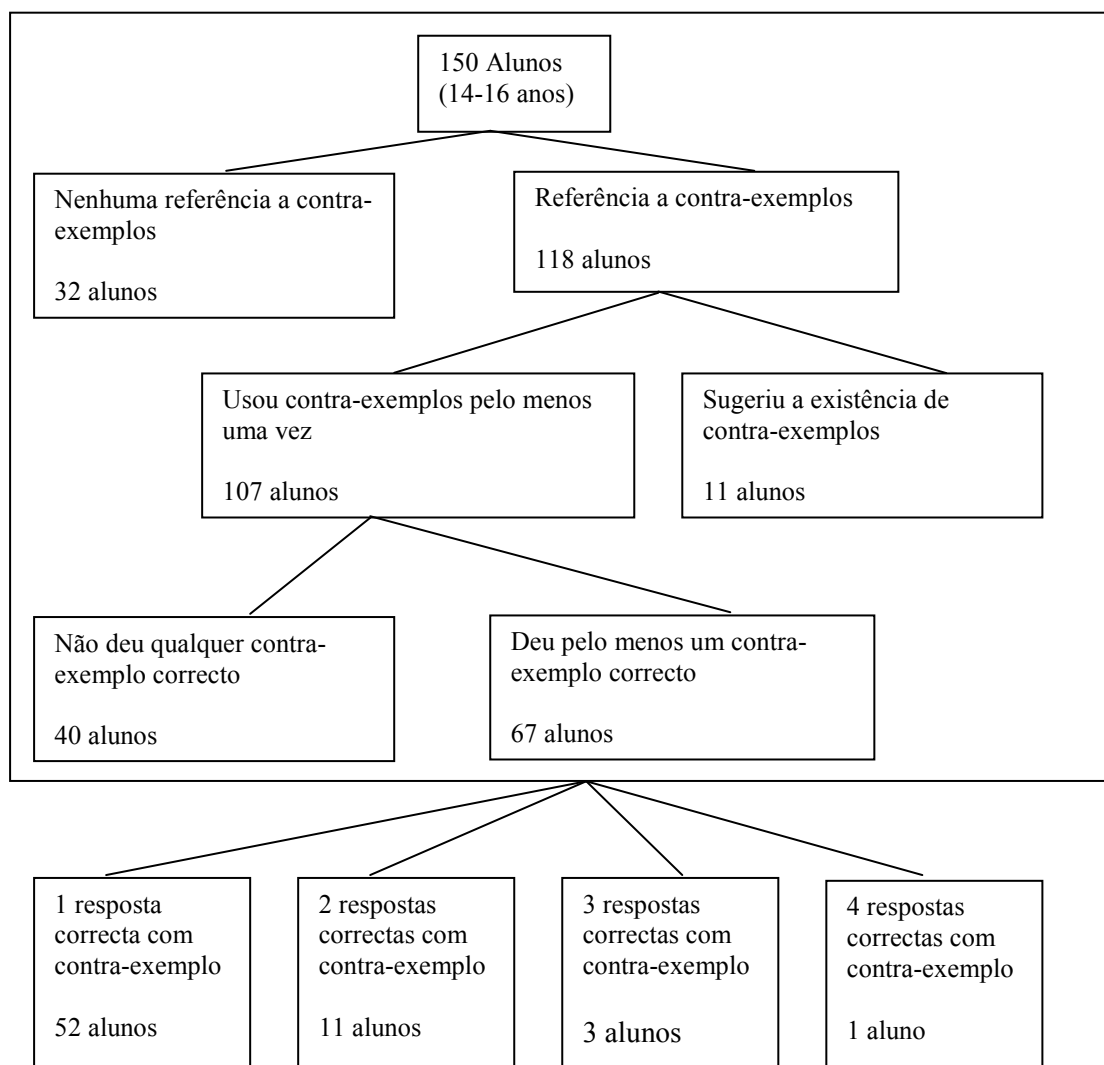 150 Alunos
(14-16 anos)
Nenhuma referência a contra-
exemplos
32 alunos
Referência a contra-exemplos
118 alunos
Usou contra-exemplos pelo menos
uma vez
107 alunos
Sugeriu a existência de
contra-exemplos
11 alunos
Não deu qualquer contra-
exemplo correcto
40 alunos
Deu pelo menos um contra-
exemplo correcto
67 alunos
1 resposta
correcta com
contra-exemplo
52 alunos
2 respostas
correctas com
contra-exemplo
11 alunos
3 respostas
correctas com
contra-exemplo
3 alunos
4 respostas
correctas com
contra-exemplo
1 aluno